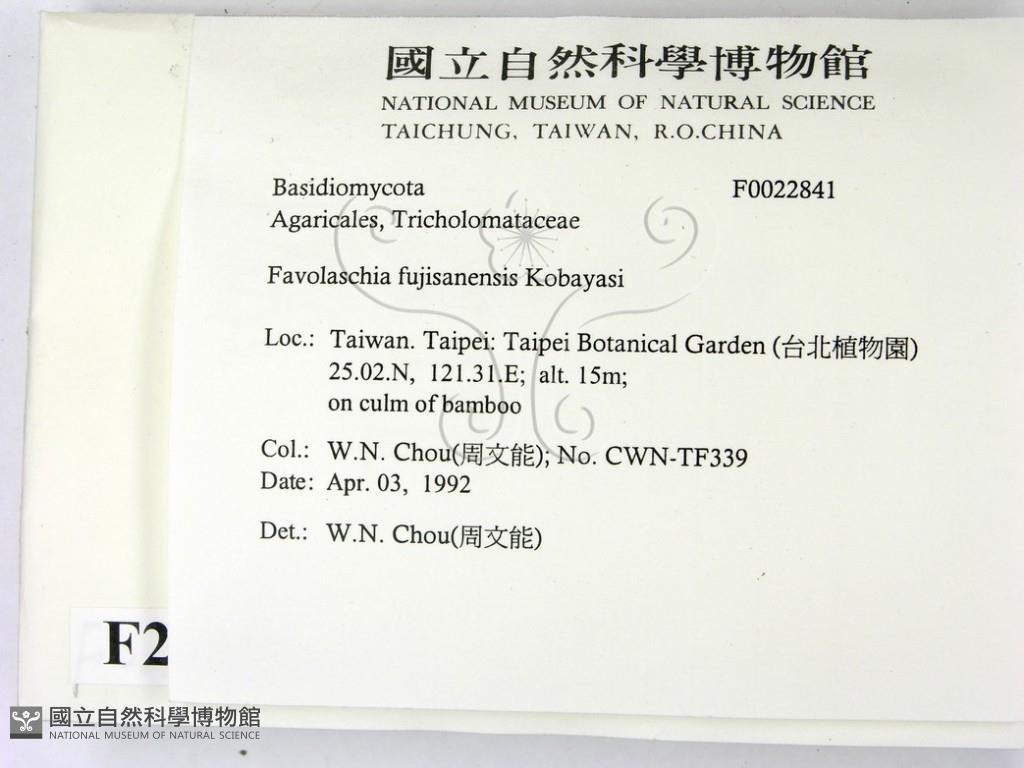 國立自然科學博物館
NATIONAL MUSEUM OF NATURAL SCIENCE
TAICHUNG, TAIWAN, R.O.CHINA
Basidiomycota F0022841
Agaricales, Tricholomataceae
Favolaschia fujisanensis Kobayasi
Loc.: Taiwan. Taipei: Taipei Botanical Garden (台北植物園)
25.02.N, 121.31.E; alt. 15m;
on culm of bamboo
Col.: W.N. Chou(周文能); No. CWN-TF339
Date: Apr. 03, 1992
Det.: W.N. Chou(周文能)
F2
國立自然科學博物館
NATIONAL MUSEUM OF NATURAL SCIENCE